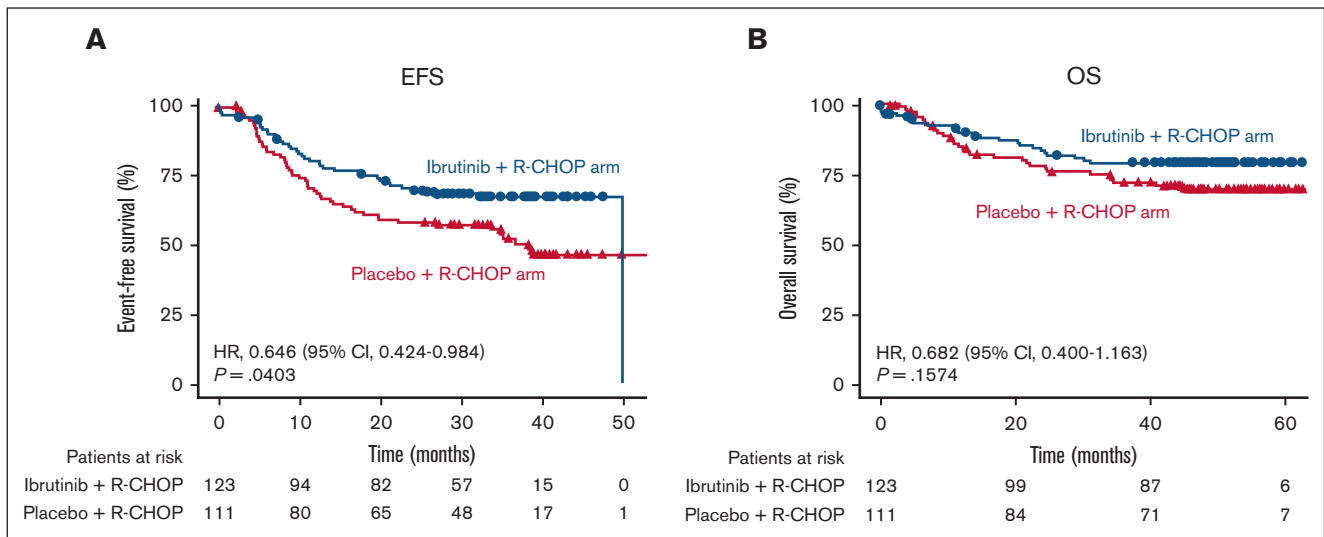 A
EFS
100
75
50
25
0
Event-free survival (%)
Ibrutinib + R-CHOP arm
Placebo + R-CHOP arm
HR, 0.646 (95% CI, 0.424-0.984)
P = .0403
0 10 20 30 40 50
Time (months)
Patients at risk
Ibrutinib + R-CHOP 123 94 82 57 15 0
Placebo + R-CHOP 111 80 65 48 17 1
B
OS
100
75
50
25
0
Overall survival (%)
Ibrutinib + R-CHOP arm
Placebo + R-CHOP arm
HR, 0.682 (95% CI, 0.400-1.163)
P = .1574
0 20 40 60
Time (months)
Patients at risk
Ibrutinib + R-CHOP 123 99 87 6
Placebo + R-CHOP 111 84 71 7